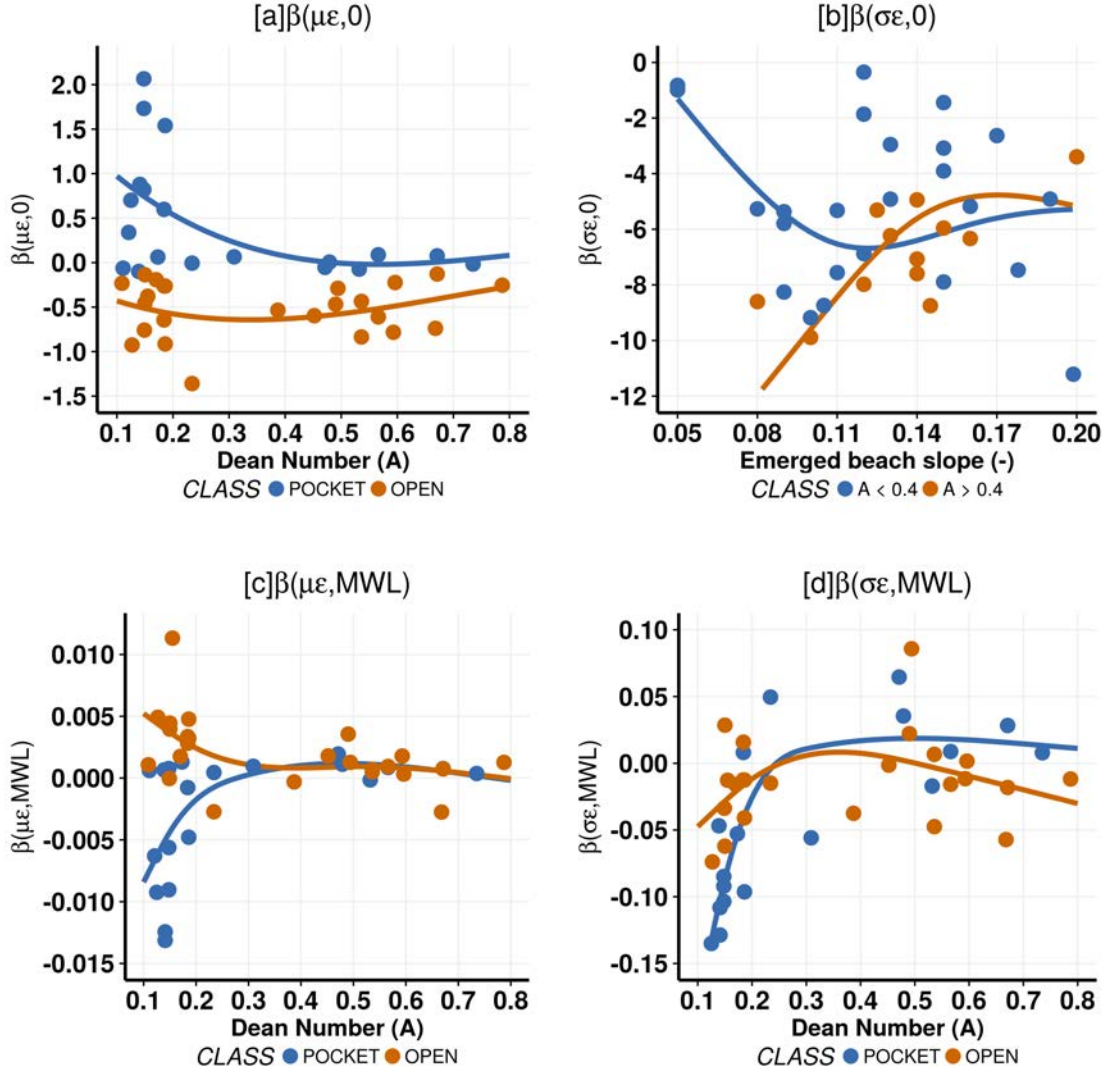 [a]β(με,0)
β(με,0)
2.0
1.5
1.0
0.5
0.0
-0.5
-1.0
-1.5
0.1 0.2 0.3 0.4 0.5 0.6 0.7 0.8
Dean Number (A)
CLASS POCKET OPEN
[b]β(σε,0)
β(σε,0)
0
-2
-4
-6
-8
-10
-12
0.05 0.08 0.11 0.14 0.17 0.20
Emerged beach slope (-)
CLASS A < 0.4 A > 0.4
[c]β(με,MWL)
β(με,MWL)
0.010
0.005
0.000
-0.005
-0.010
-0.015
0.1 0.2 0.3 0.4 0.5 0.6 0.7 0.8
Dean Number (A)
CLASS POCKET OPEN
[d]β(σε,MWL)
β(σε,MWL)
0.10
0.05
0.00
-0.05
-0.10
-0.15
0.1 0.2 0.3 0.4 0.5 0.6 0.7 0.8
Dean Number (A)
CLASS POCKET OPEN